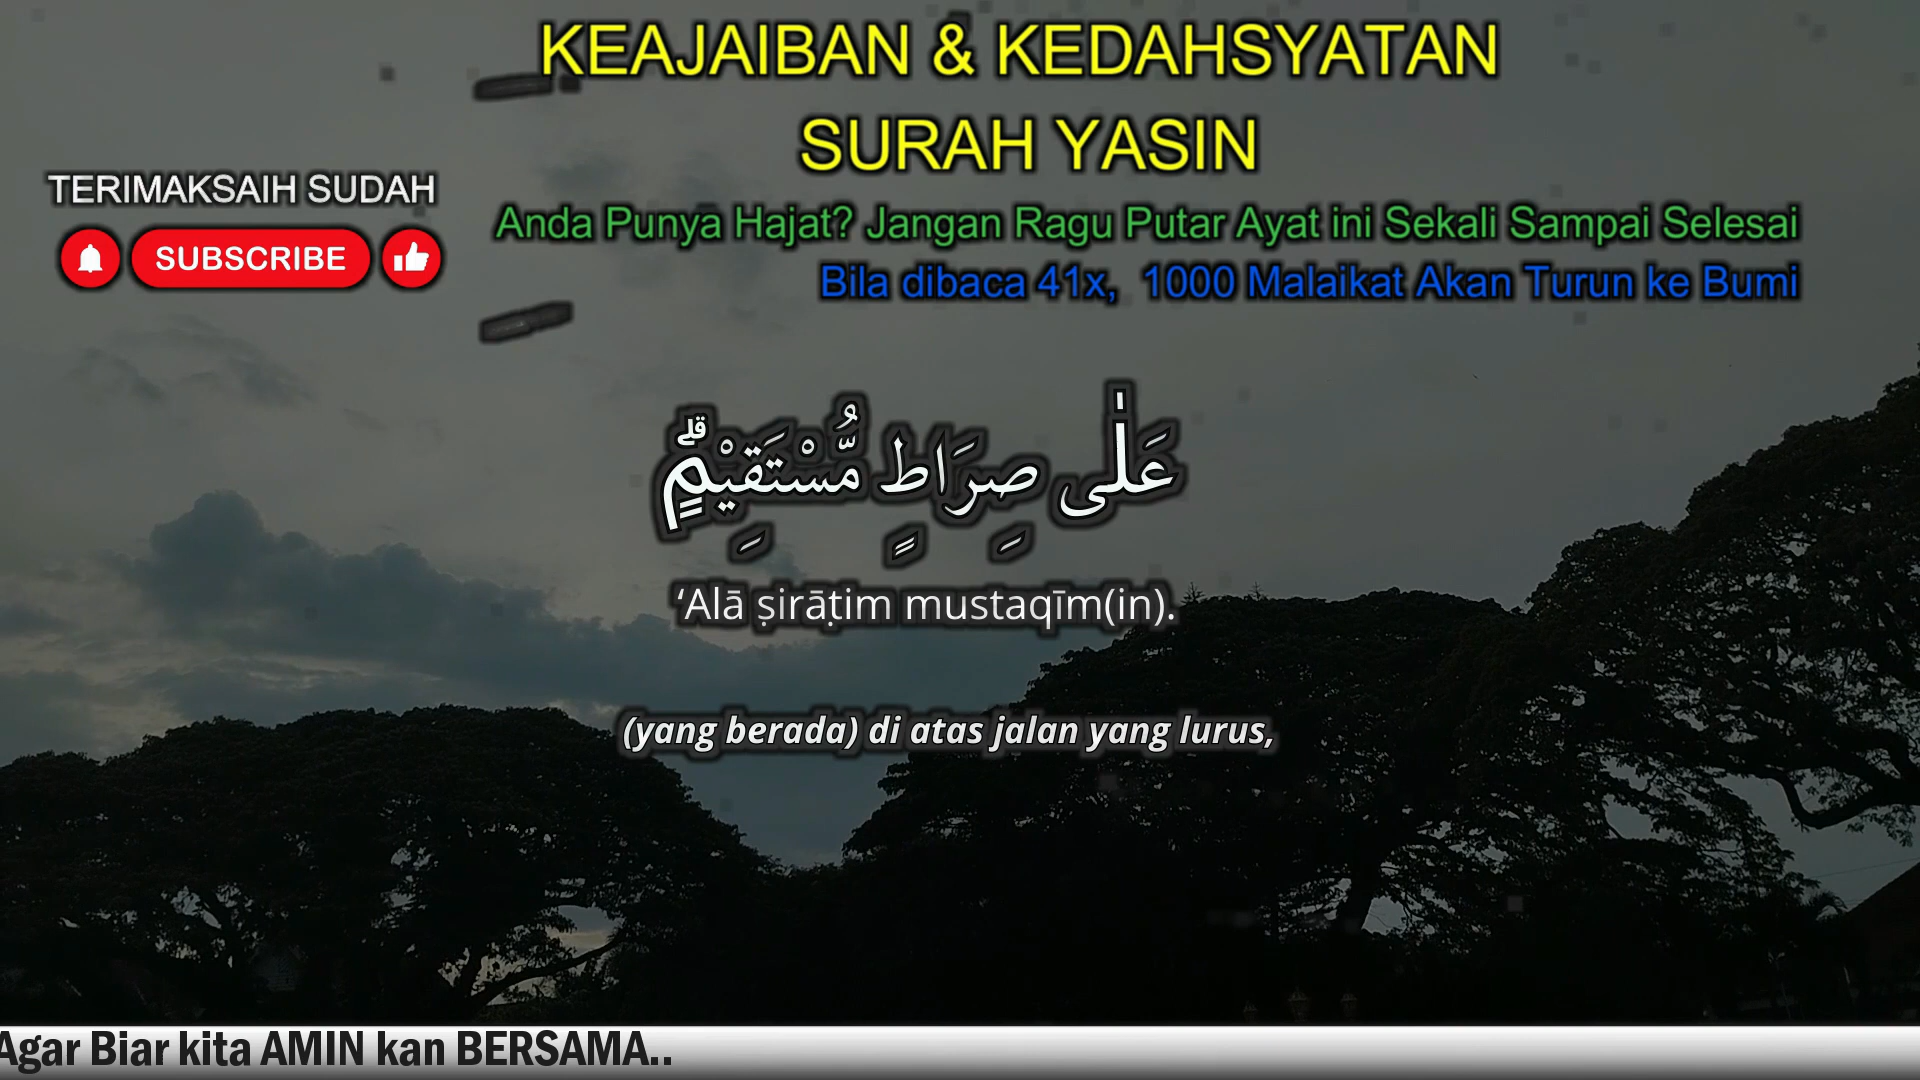 KEAJAIBAN & KEDAHSYATAN
SURAH YASIN
TERIMAKSAIH SUDAH
SUBSCRIBE
Anda Punya Hajat? Jangan Ragu Putar Ayat ini Sekali Sampai Selesai
Bila dibaca 41x, 1000 Malaikat Akan Turun ke Bumi
عَلٰى صِرَاطٍ مُّسْتَقِيْمٍۗ
‘Alā ṣirāṭim mustaqīm(in).
(yang berada) di atas jalan yang lurus,
Agar Biar kita AMIN kan BERSAMA..